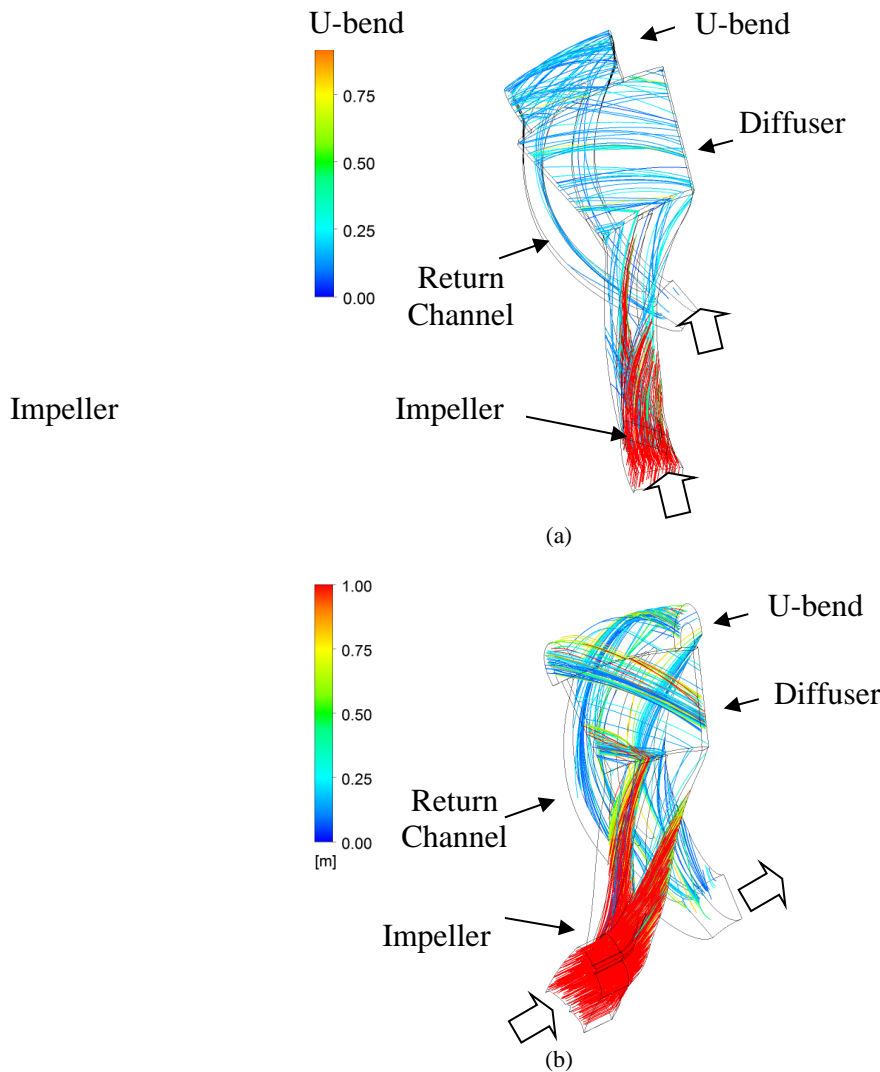 U-bend
U-bend
0.75
Diffuser
0.50
0.25
Return
Channel
0.00
Impeller
Impeller
(a)
1.00
U-bend
0.75
Diffuser
0.50
0.25
Return
Channel
0.00
[m]
Impeller
(b)